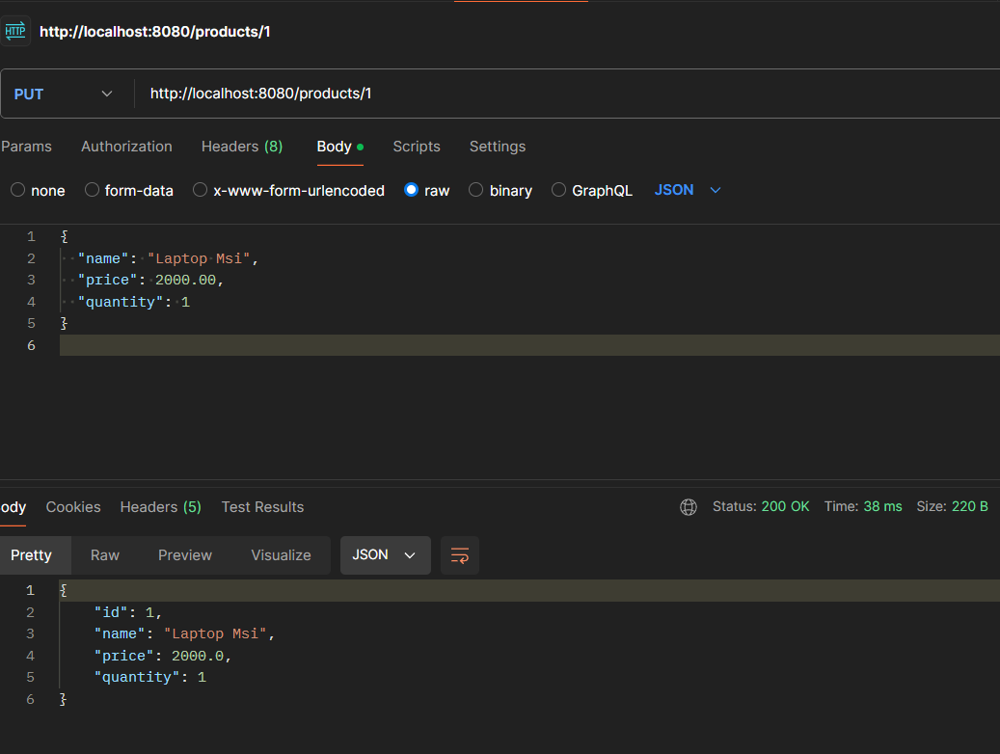 HTTP http://localhost:8080/products/1
PUT http://localhost:8080/products/1
Params Authorization Headers (8) Body Scripts Settings
none form-data x-www-form-urlencoded raw binary GraphQL JSON
1 {
2 "name": "Laptop Msi",
3 "price": 2000.00,
4 "quantity": 1
5 }
6
ody Cookies Headers (5) Test Results Status: 200 OK Time: 38 ms Size: 220 B
Pretty Raw Preview Visualize JSON
1 {
2 "id": 1,
3 "name": "Laptop Msi",
4 "price": 2000.0,
5 "quantity": 1
6 }